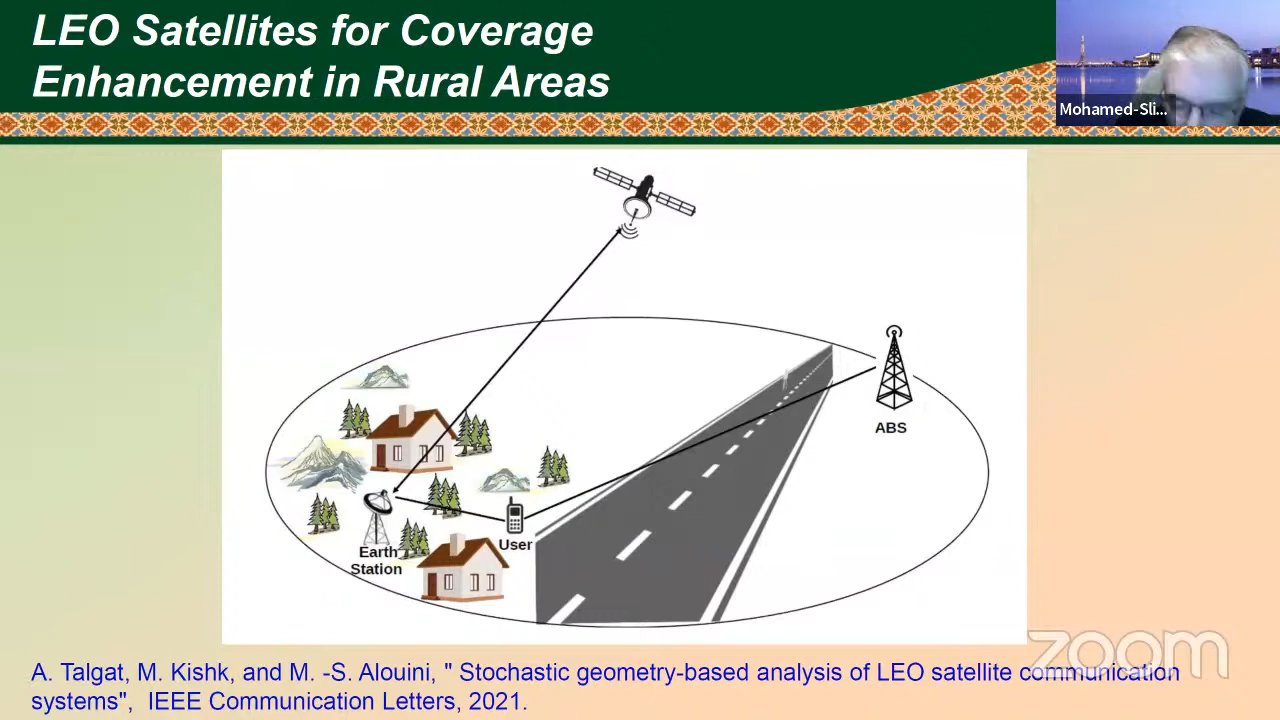 LEO Satellites for Coverage
Enhancement in Rural Areas
Mohamed-Sli...
ABS
User
Earth
Station
zoom
A. Talgat, M. Kishk, and M. -S. Alouini, " Stochastic geometry-based analysis of LEO satellite communication
systems", IEEE Communication Letters, 2021.